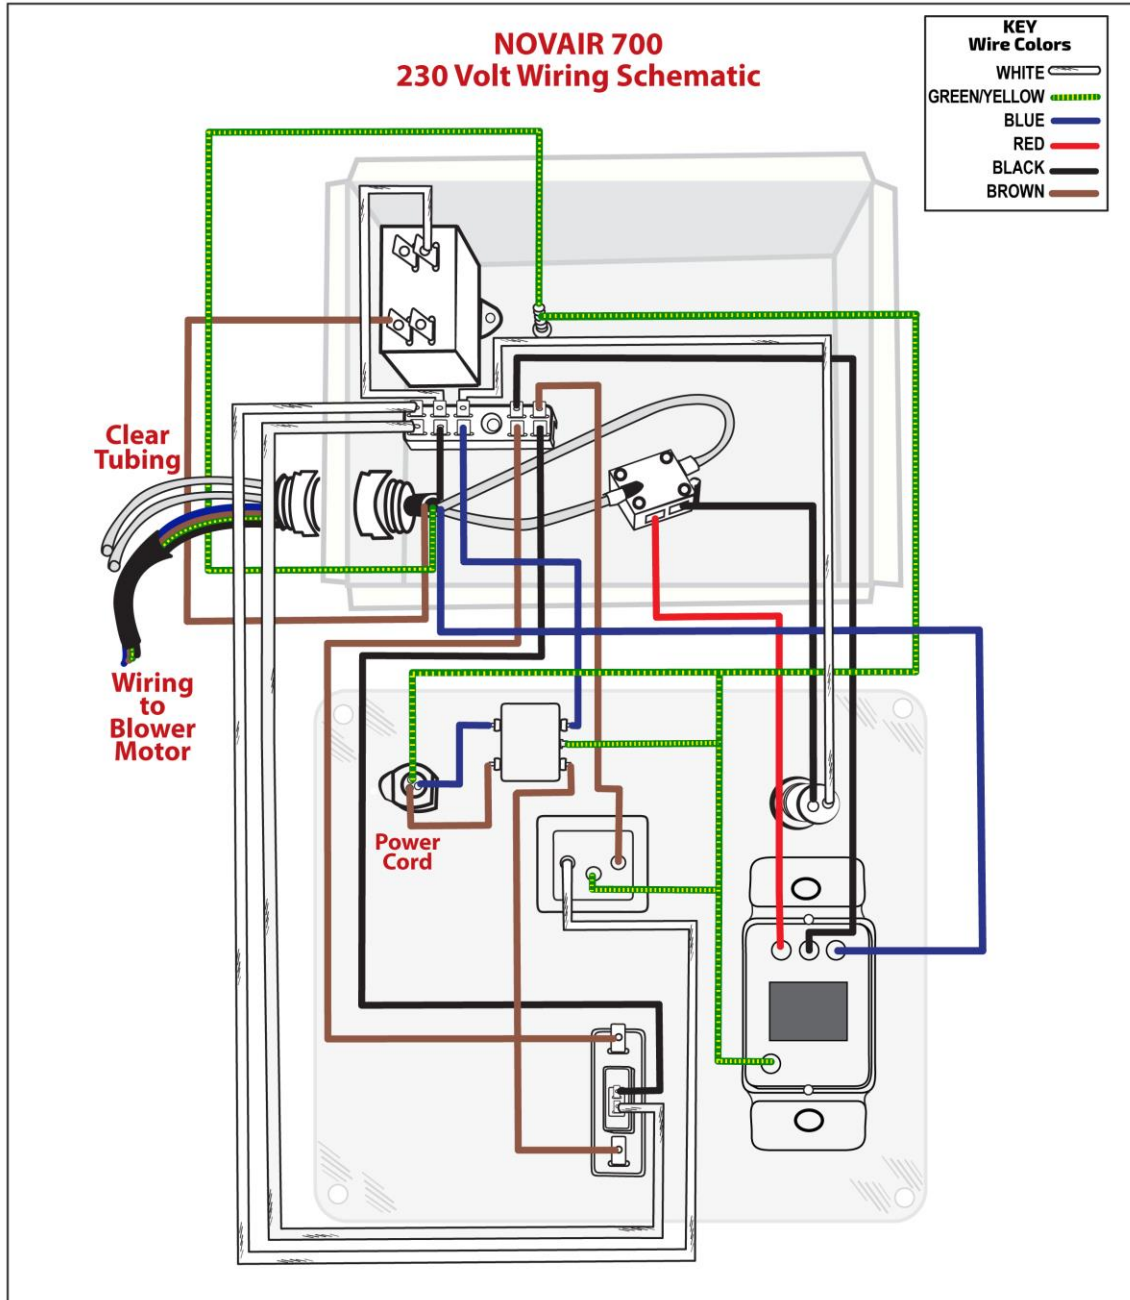 NOVAIR 700
230 Volt Wiring Schematic
KEY
Wire Colors
WHITE
GREEN/YELLOW
BLUE
RED
BLACK
BROWN
Clear
Tubing
Wiring
to
Blower
Motor
Power
Cord